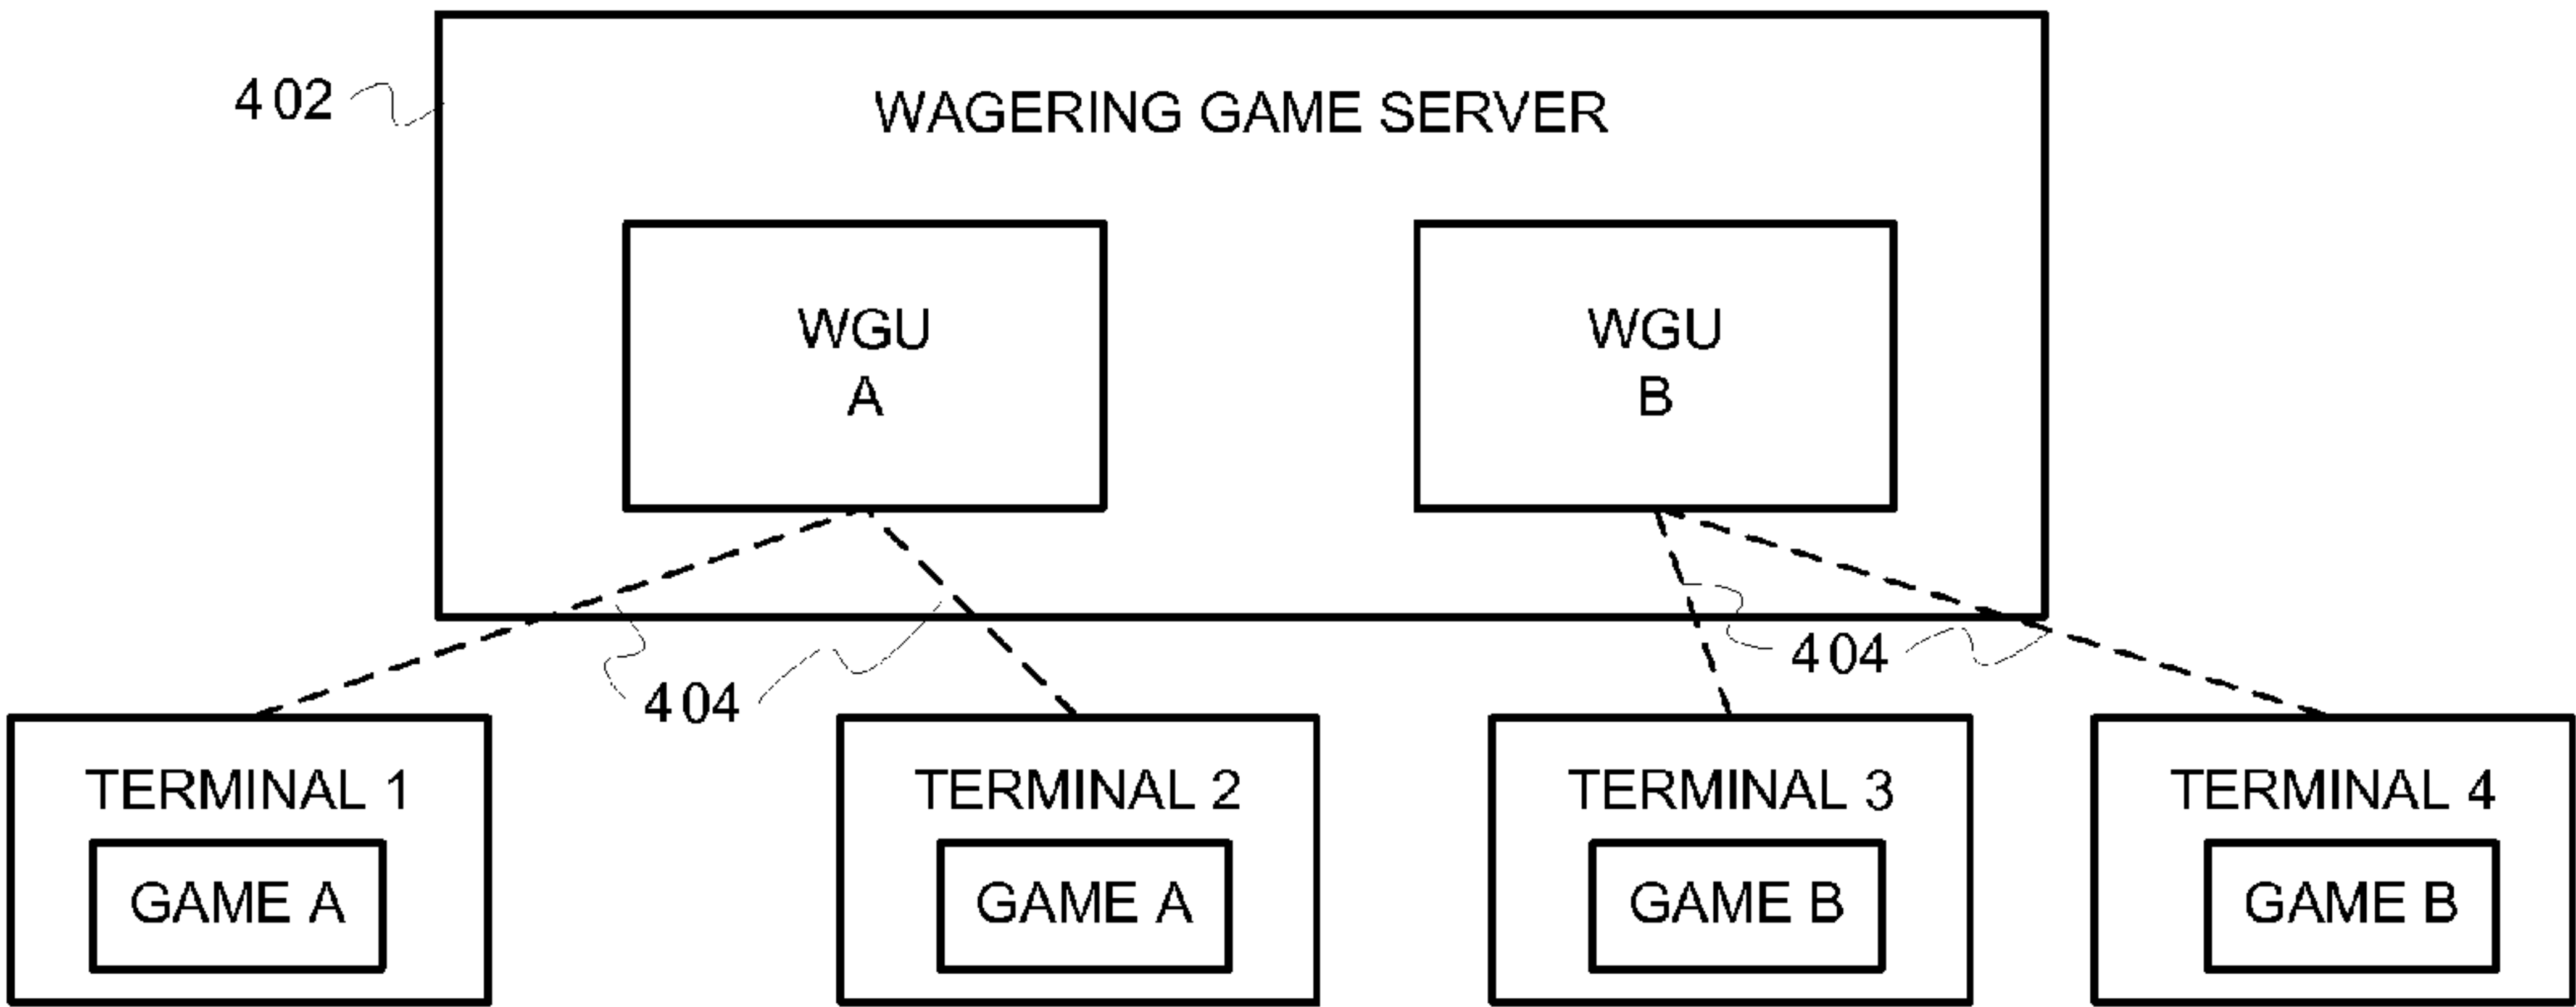 402
WAGERING GAME SERVER
WGU
A
WGU
B
404
404
TERMINAL 1
GAME A
TERMINAL 2
GAME A
TERMINAL 3
GAME B
TERMINAL 4
GAME B